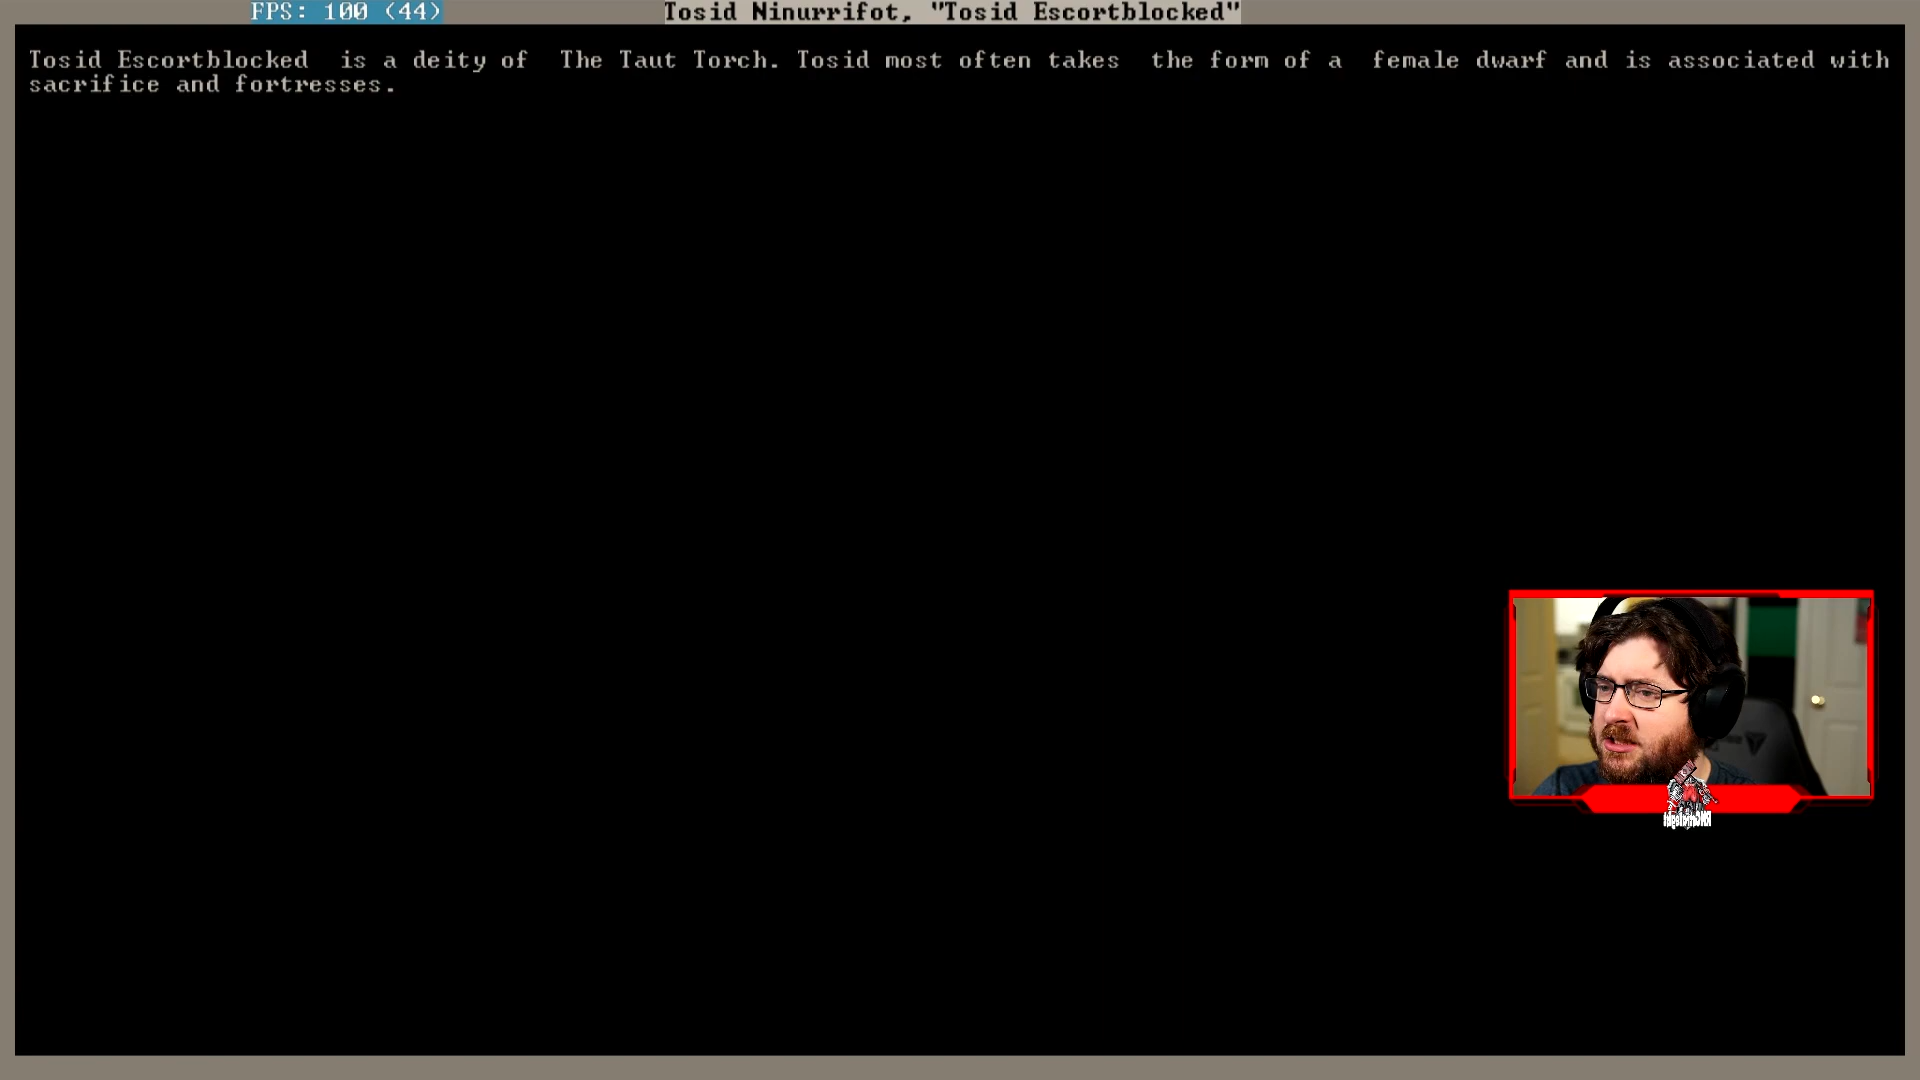 FPS: 100 (44)
Tosid Ninurrifot, "Tosid Escortblocked"
Tosid Escortblocked is a deity of The Taut Torch. Tosid most often takes the form of a female dwarf and is associated with
sacrifice and fortresses.